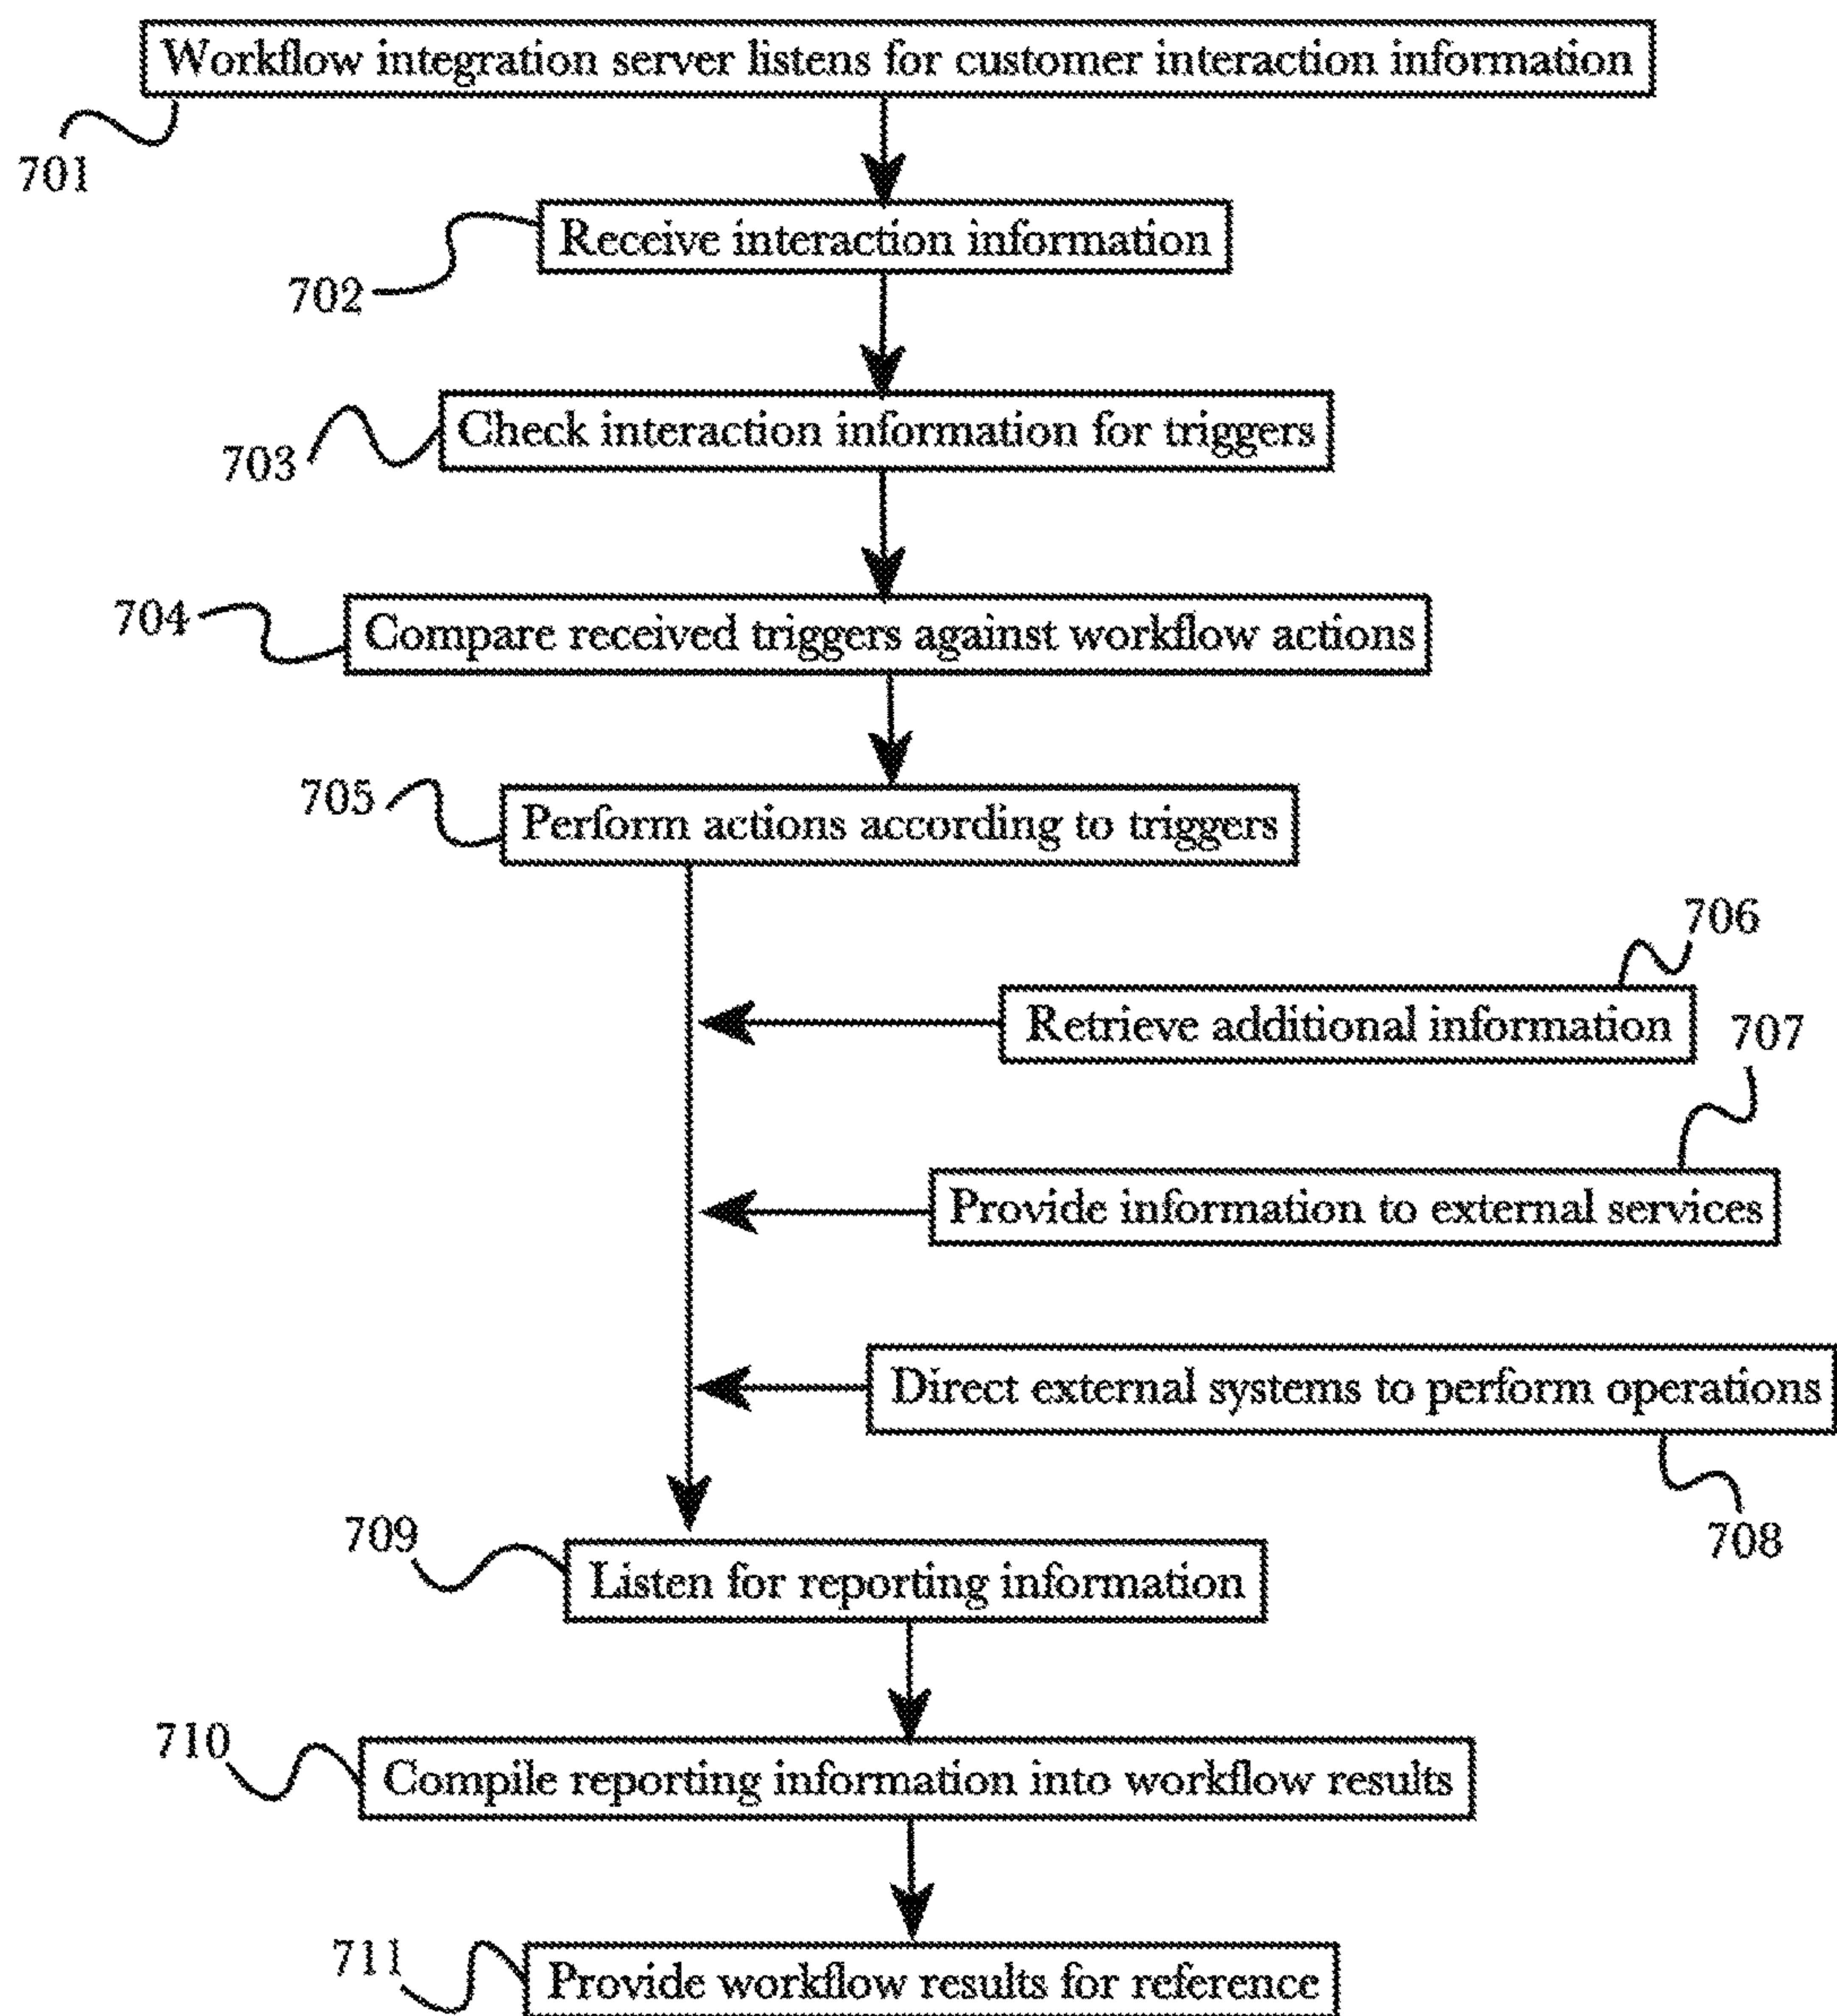 Workflow integration server listens for customer interaction information
701
Receive interaction information
702
Check interaction information for triggers
703
704
Compare received triggers against workflow actions
705
Perform actions according to triggers
706
Retrieve additional information
707
Provide information to external services
Direct external systems to perform operations
708
709
Listen for reporting information
710
Compile reporting information into workflow results
711
Provide workflow results for reference